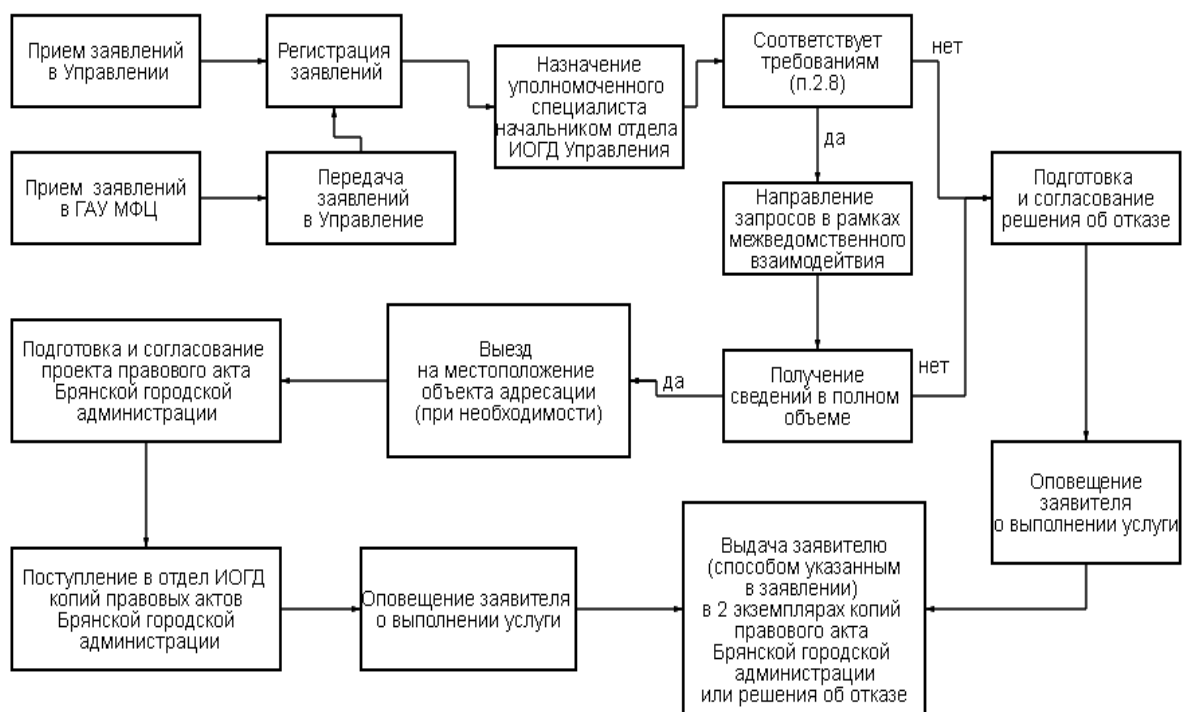 Прием заявлений
в Управлении
Регистрация
заявлений
Назначение
уполномоченного
специалиста
начальником отдела
ИОГД Управления
Соответствует
требованиям
(п.2.8)
нет
да
Прием заявлений
в ГАУ МФЦ
Передача
заявлений
в Управление
Направление
запросов в рамках
межведомственного
взаимодейтвия
Подготовка
и согласование
решения об отказе
Подготовка и согласование
проекта правового акта
Брянской городской
администрации
Выезд
на местоположение
объекта адресации
(при необходимости)
да
Получение
сведений в полном
объеме
нет
Оповещение
заявителя
о выполнении услуги
Поступление в отдел ИОГД
копий правовых актов
Брянской городской
администрации
Оповещение заявителя
о выполнении услуги
Выдача заявителю
(способом указанным
в заявлении)
в 2 экземплярах копий
правового акта
Брянской городской
администрации
или решения об отказе